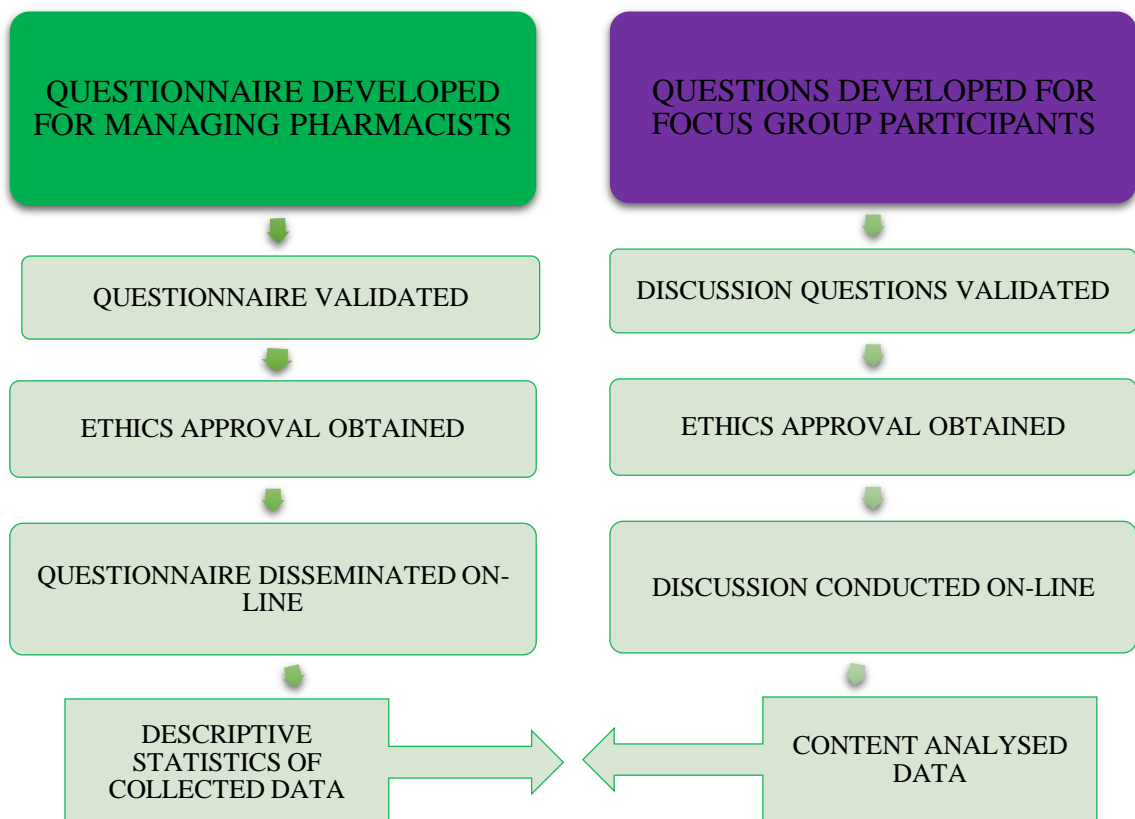 QUESTIONNAIRE DEVELOPED
FOR MANAGING PHARMACISTS
QUESTIONNAIRE VALIDATED
ETHICS APPROVAL OBTAINED
QUESTIONNAIRE DISSEMINATED ON-
LINE
DESCRIPTIVE
STATISTICS OF
COLLECTED DATA
QUESTIONS DEVELOPED FOR
FOCUS GROUP PARTICIPANTS
DISCUSSION QUESTIONS VALIDATED
ETHICS APPROVAL OBTAINED
DISCUSSION CONDUCTED ON-LINE
CONTENT ANALYSED
DATA